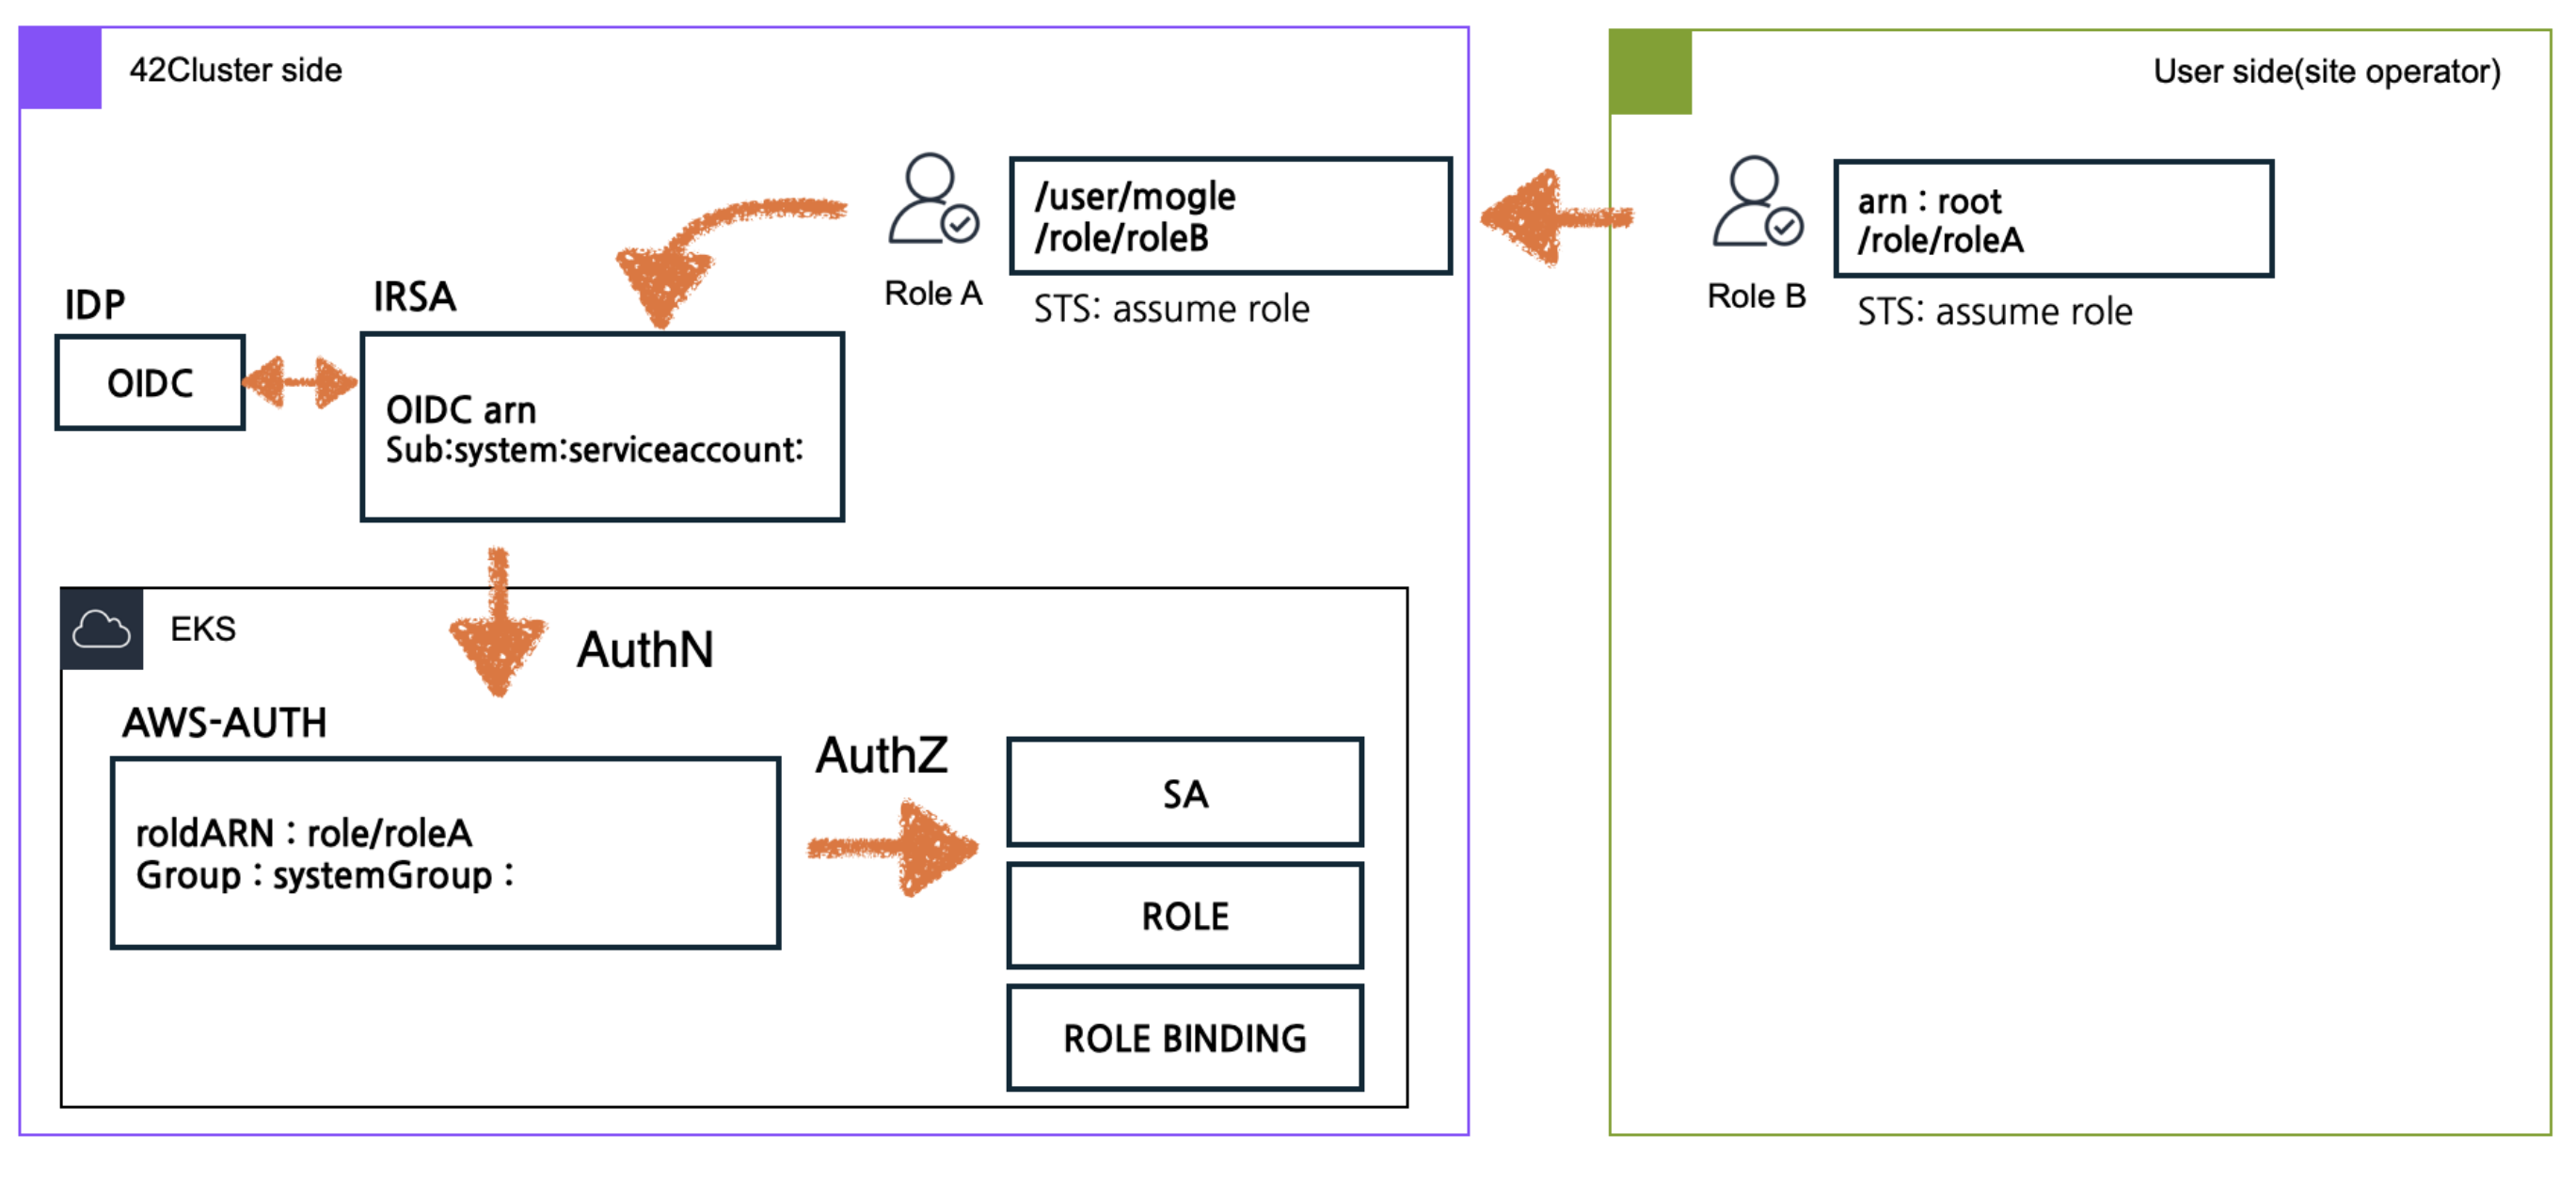 42Cluster side
User side(site operator)
/user/mogle
/role/roleB
Role A
STS: assume role
arn : root
/role/roleA
Role B
STS: assume role
IDP
OIDC
IRSA
OIDC arn
Sub:system:serviceaccount:
EKS
AuthN
AWS-AUTH
roldARN : role/roleA
Group : systemGroup :
AuthZ
SA
ROLE
ROLE BINDING